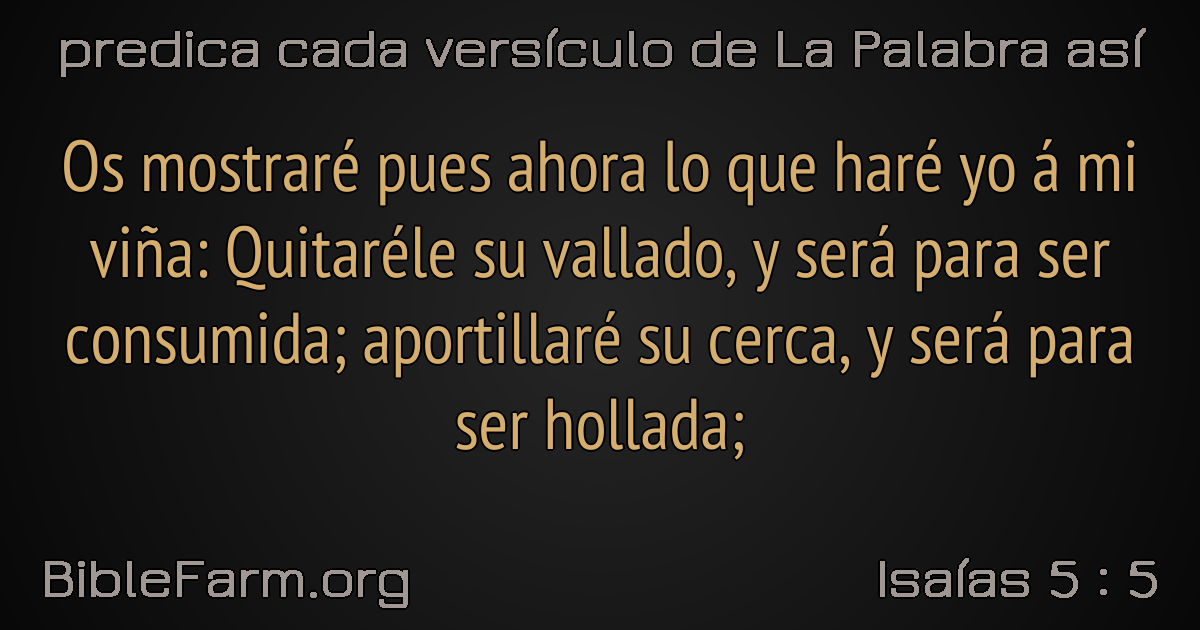 predica cada versículo de La Palabra así
Os mostraré pues ahora lo que haré yo á mi
viña: Quitaréle su vallado, y será para ser
consumida; aportillaré su cerca, y será para
ser hollada;
BibleFarm.org
Isaías 5 : 5